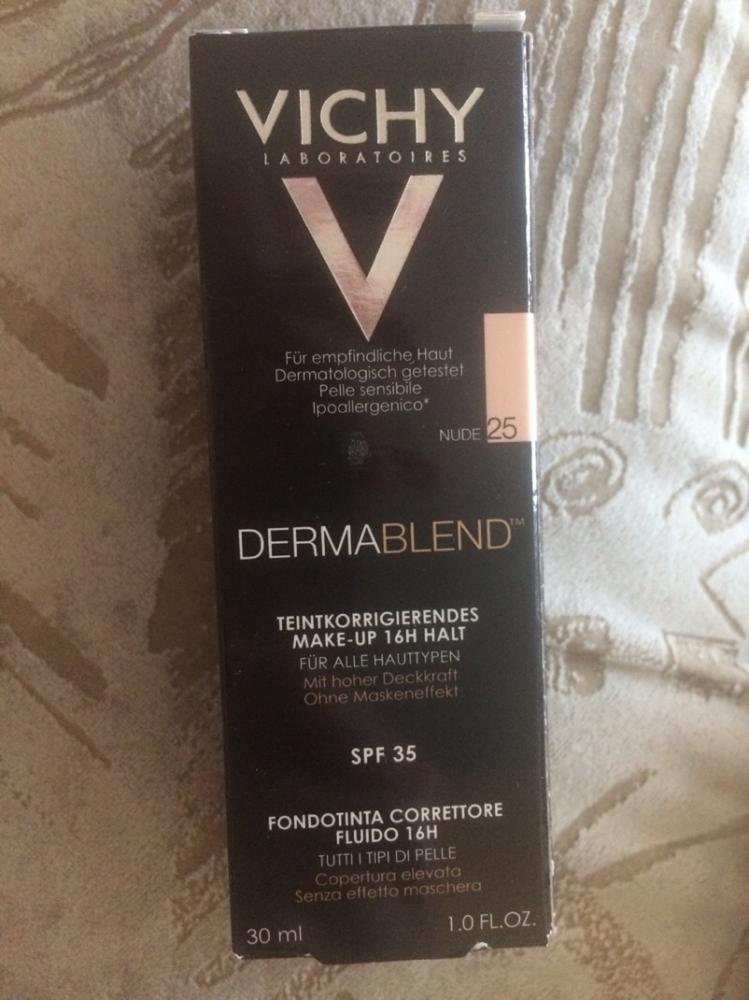 VICHY
LABORATOIRES
V
Für empfindliche Haut
Dermatologisch getestet
Pelle sensibile
Ipoallergenico*
NUDE 25
DERMABLEND™
TEINTKORRIGIERENDES
MAKE-UP 16H HALT
FÜR ALLE HAUTTYPEN
Mit hoher Deckkraft
Ohne Maskeneffekt
SPF 35
FONDOTINTA CORRETTORE
FLUIDO 16H
TUTTI I TIPI DI PELLE
Copertura elevata
Senza effetto maschera
30 ml 1.0 FL.OZ.